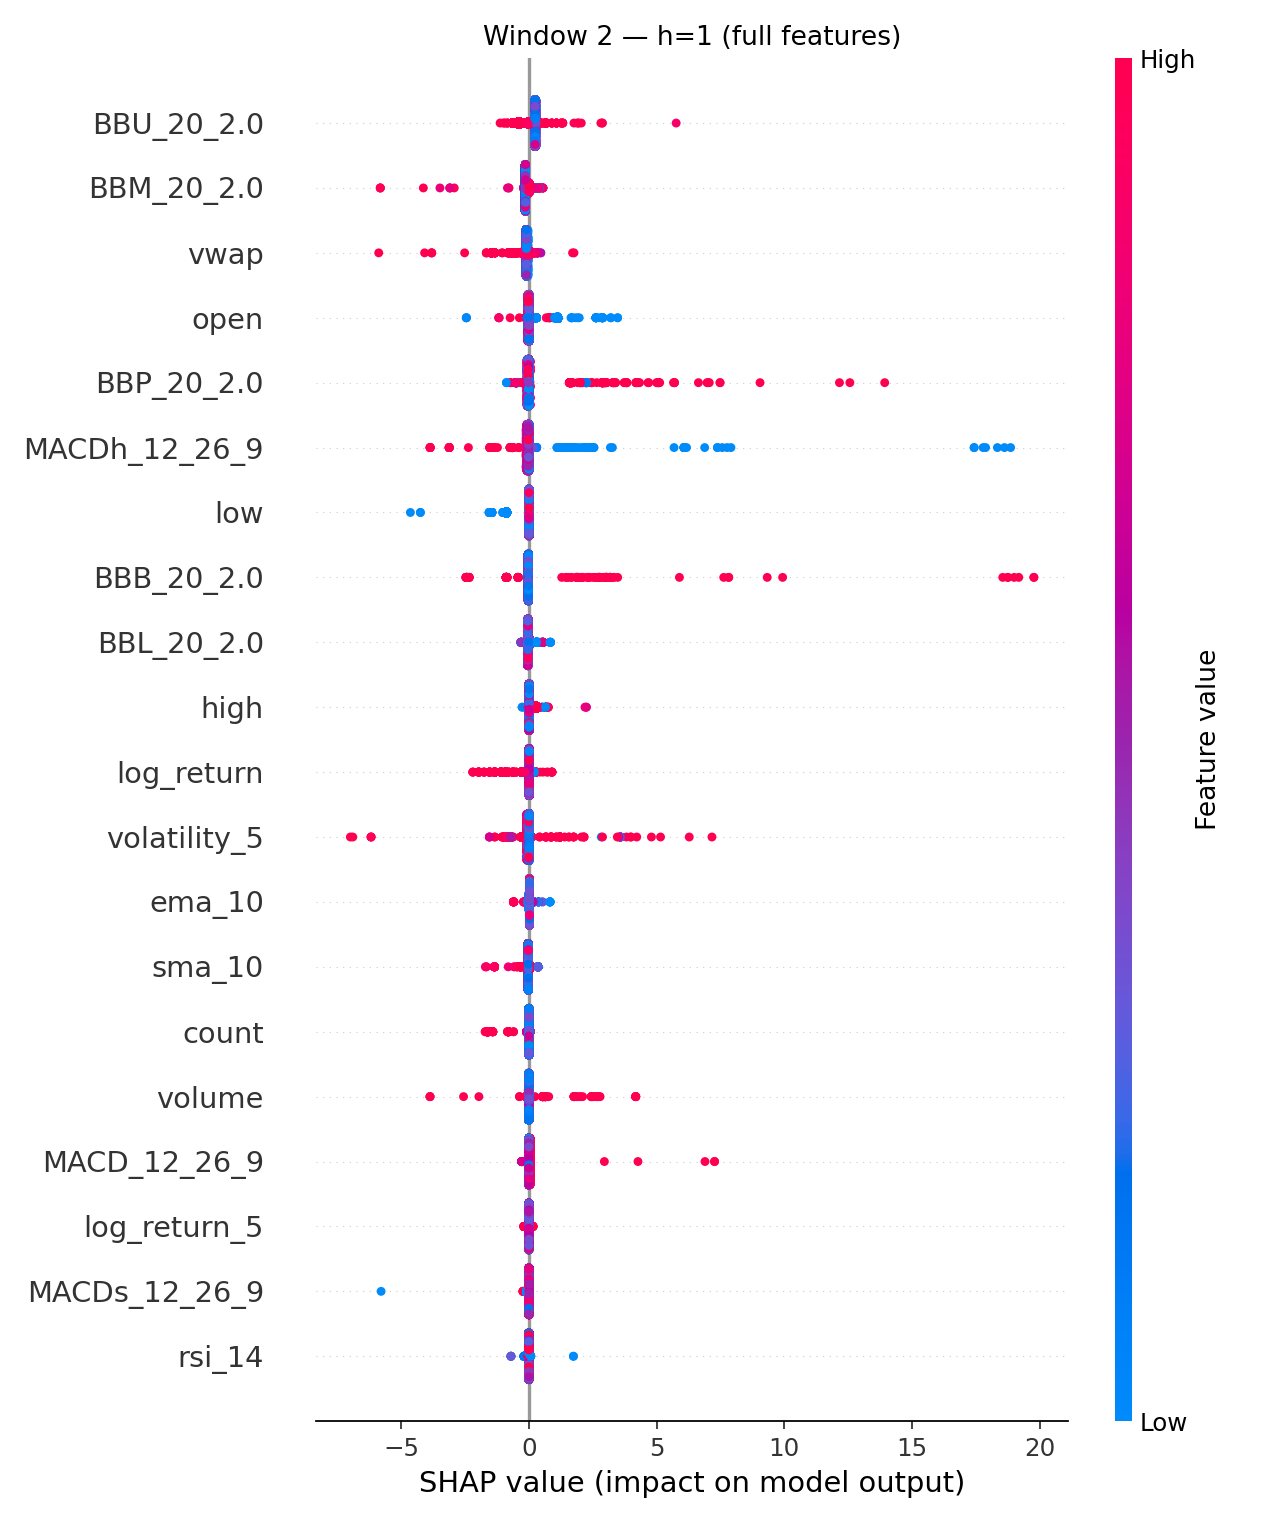 Window 2 — h=1 (full features)
High
BBU_20_2.0
BBM_20_2.0
vwap
open
BBP_20_2.0
MACDh_12_26_9
low
BBB_20_2.0
BBL_20_2.0
high
log_return
volatility_5
ema_10
sma_10
count
volume
MACD_12_26_9
log_return_5
MACDs_12_26_9
rsi_14
Feature value
Low
−5 0 5 10 15 20
SHAP value (impact on model output)